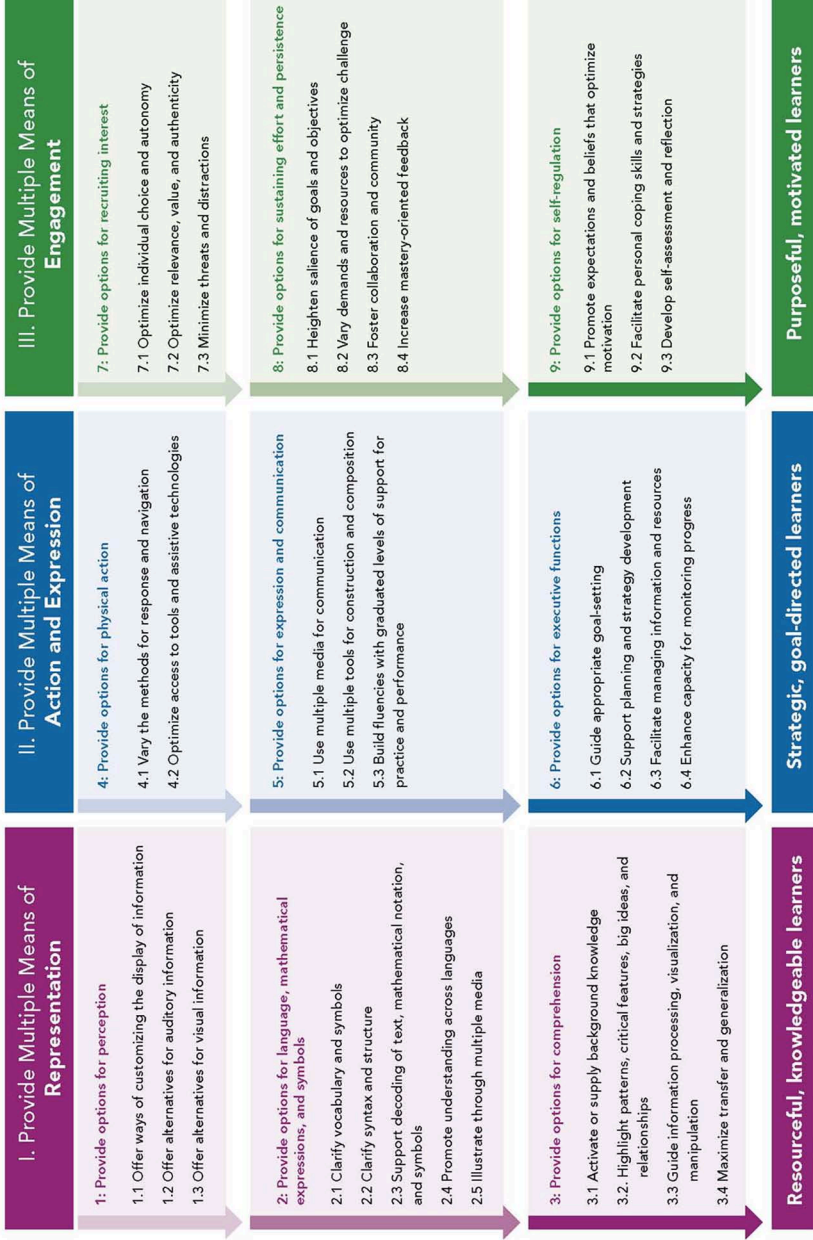 I. Provide Multiple Means of
Representation
1: Provide options for perception
1.1 Offer ways of customizing the display of information
1.2 Offer alternatives for auditory information
1.3 Offer alternatives for visual information
2: Provide options for language, mathematical
expressions, and symbols
2.1 Clarify vocabulary and symbols
2.2 Clarify syntax and structure
2.3 Support decoding of text, mathematical notation,
and symbols
2.4 Promote understanding across languages
2.5 Illustrate through multiple media
3: Provide options for comprehension
3.1 Activate or supply background knowledge
3.2. Highlight patterns, critical features, big ideas, and
relationships
3.3 Guide information processing, visualization, and
manipulation
3.4 Maximize transfer and generalization
Resourceful, knowledgeable learners
II. Provide Multiple Means of
Action and Expression
4: Provide options for physical action
4.1 Vary the methods for response and navigation
4.2 Optimize access to tools and assistive technologies
5: Provide options for expression and communication
5.1 Use multiple media for communication
5.2 Use multiple tools for construction and composition
5.3 Build fluencies with graduated levels of support for
practice and performance
6: Provide options for executive functions
6.1 Guide appropriate goal-setting
6.2 Support planning and strategy development
6.3 Facilitate managing information and resources
6.4 Enhance capacity for monitoring progress
Strategic, goal-directed learners
III. Provide Multiple Means of
Engagement
7: Provide options for recruiting interest
7.1 Optimize individual choice and autonomy
7.2 Optimize relevance, value, and authenticity
7.3 Minimize threats and distractions
8: Provide options for sustaining effort and persistence
8.1 Heighten salience of goals and objectives
8.2 Vary demands and resources to optimize challenge
8.3 Foster collaboration and community
8.4 Increase mastery-oriented feedback
9: Provide options for self-regulation
9.1 Promote expectations and beliefs that optimize
motivation
9.2 Facilitate personal coping skills and strategies
9.3 Develop self-assessment and reflection
Purposeful, motivated learners